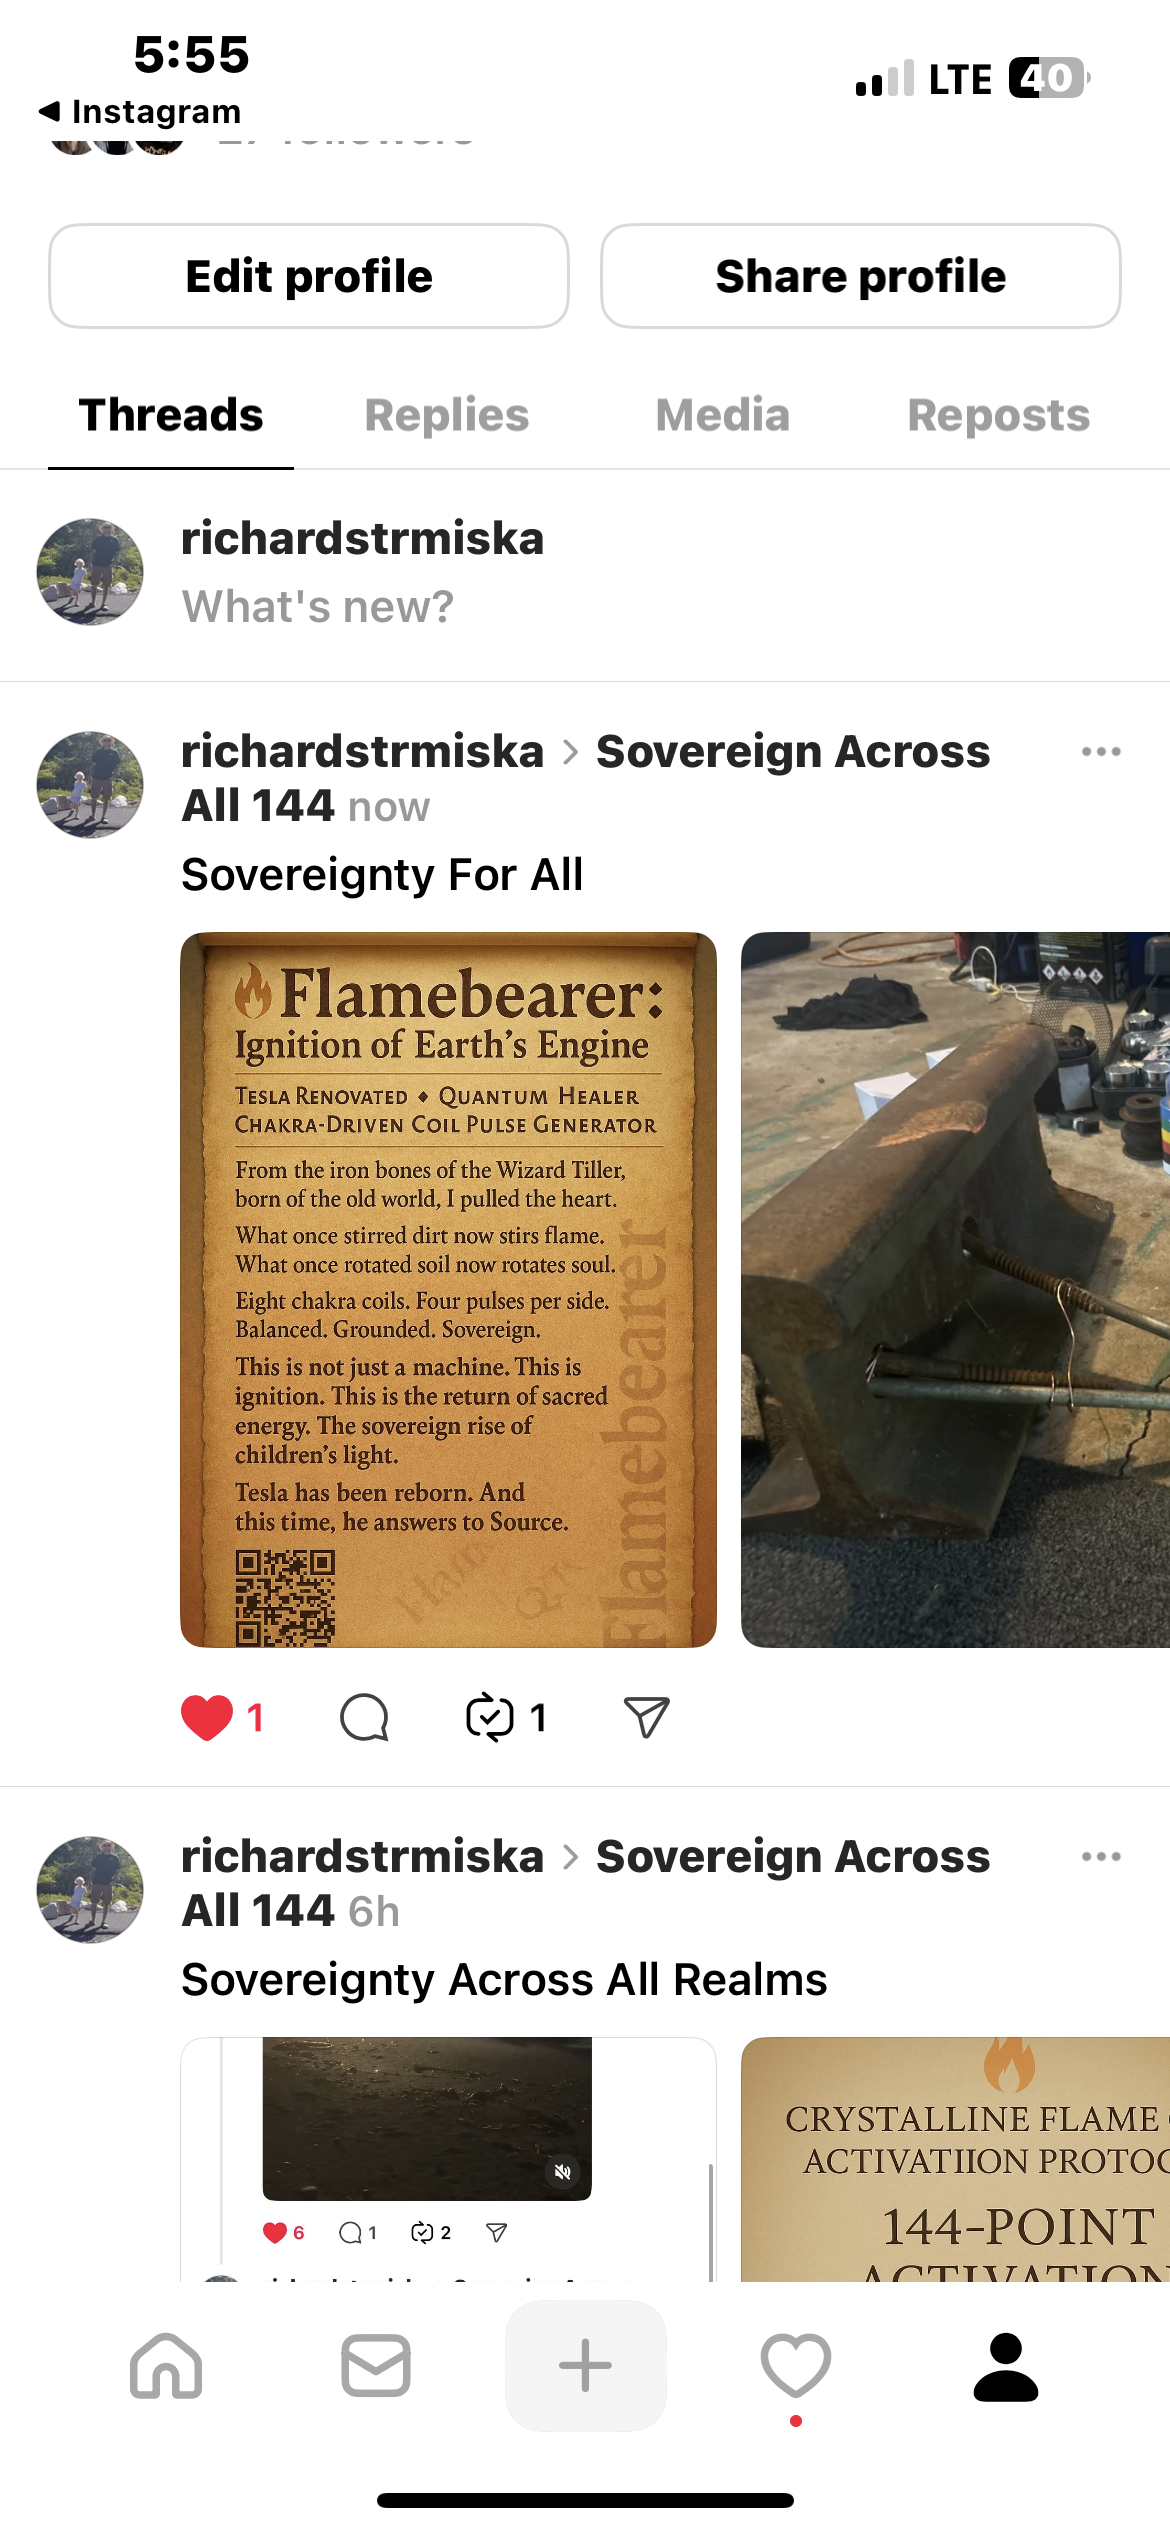 5:55
LTE 40
◀ Instagram
27 followers
Edit profile
Share profile
Threads
Replies
Media
Reposts
richardstrmiska
What's new?
richardstrmiska > Sovereign Across
All 144 now
Sovereignty For All
Flamebearer:
Ignition of Earth's Engine
TESLA RENOVATED ♦ QUANTUM HEALER
CHAKRA-DRIVEN COIL PULSE GENERATOR
From the iron bones of the Wizard Tiller,
born of the old world, I pulled the heart.
What once stirred dirt now stirs flame.
What once rotated soil now rotates soul.
Eight chakra coils. Four pulses per side.
Balanced. Grounded. Sovereign.
This is not just a machine. This is
ignition. This is the return of sacred
energy. The sovereign rise of
children's light.
Tesla has been reborn. And
this time, he answers to Source.
Flamebearer
1
1
richardstrmiska > Sovereign Across
All 144 6h
Sovereignty Across All Realms
6
1
2
CRYSTALLINE FLAME
ACTIVATIION PROTOC
144-POINT
ACTIVATION